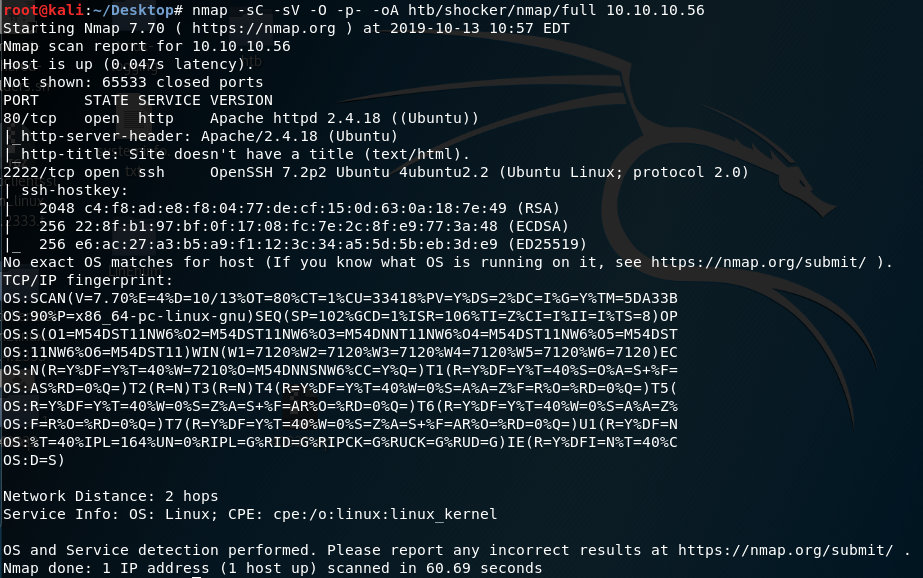 root@kali:~/Desktop# nmap -sC -sV -O -p- -oA htb/shocker/nmap/full 10.10.10.56
Starting Nmap 7.70 ( https://nmap.org ) at 2019-10-13 10:57 EDT
Nmap scan report for 10.10.10.56
Host is up (0.047s latency).
Not shown: 65533 closed ports
PORT     STATE SERVICE VERSION
80/tcp   open  http    Apache httpd 2.4.18 ((Ubuntu))
|_http-server-header: Apache/2.4.18 (Ubuntu)
|_http-title: Site doesn't have a title (text/html).
2222/tcp open  ssh     OpenSSH 7.2p2 Ubuntu 4ubuntu2.2 (Ubuntu Linux; protocol 2.0)
| ssh-hostkey:
|   2048 c4:f8:ad:e8:f8:04:77:de:cf:15:0d:63:0a:18:7e:49 (RSA)
|   256 22:8f:b1:97:bf:0f:17:08:fc:7e:2c:8f:e9:77:3a:48 (ECDSA)
|_  256 e6:ac:27:a3:b5:a9:f1:12:3c:34:a5:5d:5b:eb:3d:e9 (ED25519)
No exact OS matches for host (If you know what OS is running on it, see https://nmap.org/submit/ ).
TCP/IP fingerprint:
OS:SCAN(V=7.70%E=4%D=10/13%OT=80%CT=1%CU=33418%PV=Y%DS=2%DC=I%G=Y%TM=5DA33B
OS:90%P=x86_64-pc-linux-gnu)SEQ(SP=102%GCD=1%ISR=106%TI=Z%CI=I%II=I%TS=8)OP
OS:S(O1=M54DST11NW6%O2=M54DST11NW6%O3=M54DNNT11NW6%O4=M54DST11NW6%O5=M54DST
OS:11NW6%O6=M54DST11)WIN(W1=7120%W2=7120%W3=7120%W4=7120%W5=7120%W6=7120)EC
OS:N(R=Y%DF=Y%T=40%W=7210%O=M54DNNSNW6%CC=Y%Q=)T1(R=Y%DF=Y%T=40%S=O%A=S+%F=
OS:AS%RD=0%Q=)T2(R=N)T3(R=N)T4(R=Y%DF=Y%T=40%W=0%S=A%A=Z%F=R%O=%RD=0%Q=)T5(
OS:R=Y%DF=Y%T=40%W=0%S=Z%A=S+%F=AR%O=%RD=0%Q=)T6(R=Y%DF=Y%T=40%W=0%S=A%A=Z%
OS:F=R%O=%RD=0%Q=)T7(R=Y%DF=Y%T=40%W=0%S=Z%A=S+%F=AR%O=%RD=0%Q=)U1(R=Y%DF=N
OS:%T=40%IPL=164%UN=0%RIPL=G%RID=G%RIPCK=G%RUCK=G%RUD=G)IE(R=Y%DFI=N%T=40%C
OS:D=S)
Network Distance: 2 hops
Service Info: OS: Linux; CPE: cpe:/o:linux:linux_kernel
OS and Service detection performed. Please report any incorrect results at https://nmap.org/submit/ .
Nmap done: 1 IP address (1 host up) scanned in 60.69 seconds